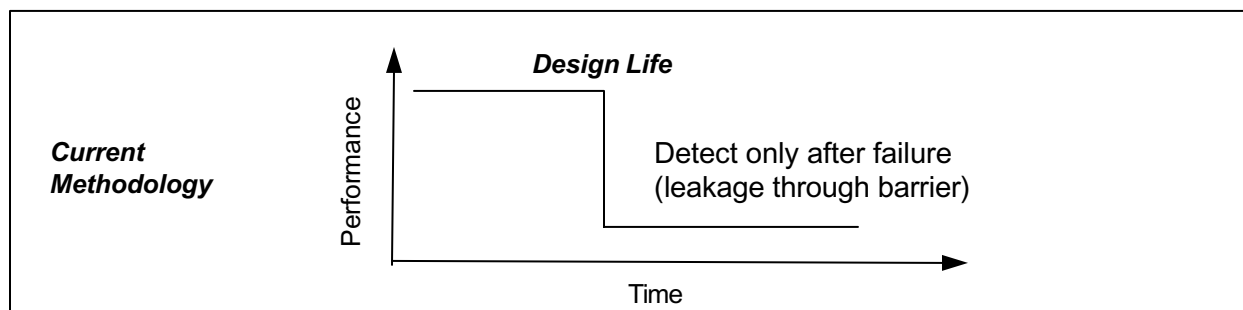 Design Life
Current
Methodology
Performance
Detect only after failure
(leakage through barrier)
Time